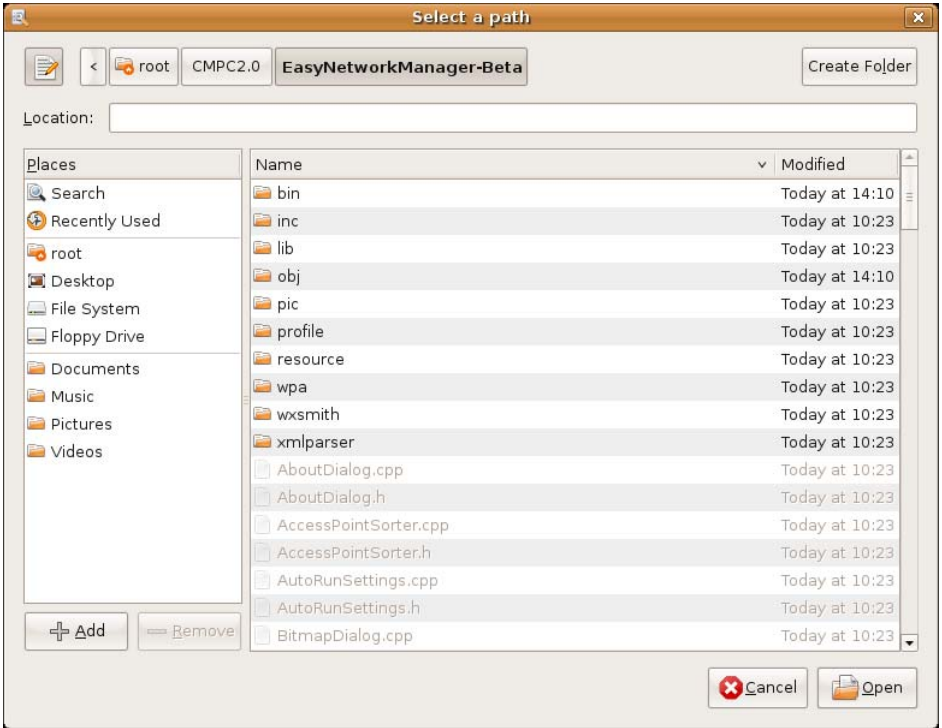 Select a path
< root CMPC2.0 EasyNetworkManager-Beta Create Folder
Location:
Places
Search
Recently Used
root
Desktop
File System
Floppy Drive
Documents
Music
Pictures
Videos
Add Remove
Name Modified
bin Today at 14:10
inc Today at 10:23
lib Today at 10:23
obj Today at 14:10
pic Today at 10:23
profile Today at 10:23
resource Today at 10:23
wpa Today at 10:23
wxsmith Today at 10:23
xmlparser Today at 10:23
AboutDialog.cpp Today at 10:23
AboutDialog.h Today at 10:23
AccessPointSorter.cpp Today at 10:23
AccessPointSorter.h Today at 10:23
AutoRunSettings.cpp Today at 10:23
AutoRunSettings.h Today at 10:23
BitmapDialog.cpp Today at 10:23
Cancel Open